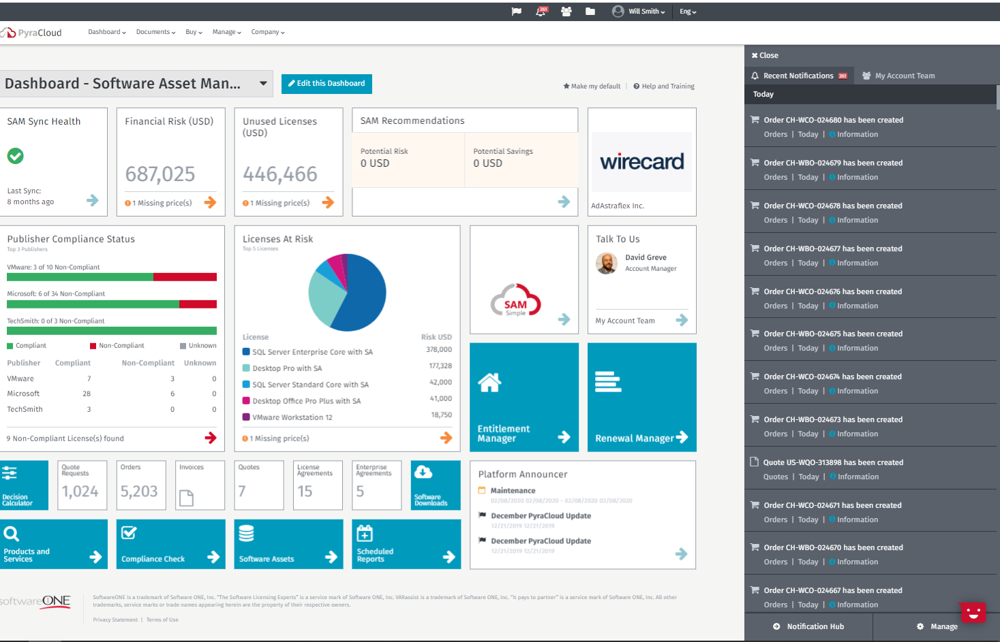 261
Will Smith
Eng
PyraCloud
Dashboard
Documents
Buy
Manage
Company
Dashboard - Software Asset Man...
Edit this Dashboard
Make my default
Help and Training
SAM Sync Health
Last Sync:
8 months ago
Financial Risk (USD)
687,025
1 Missing price(s)
Unused Licenses
(USD)
446,466
1 Missing price(s)
SAM Recommendations
Potential Risk
0 USD
Potential Savings
0 USD
wirecard
AdAstraflex Inc.
Publisher Compliance Status
Top 3 Publishers
VMware: 3 of 10 Non-Compliant
Microsoft: 6 of 34 Non-Compliant
TechSmith: 0 of 3 Non-Compliant
Compliant Non-Compliant Unknown
Publisher Compliant Non-Compliant Unknown
VMware 7 3 0
Microsoft 28 6 0
TechSmith 3 0 0
9 Non-Compliant License(s) found
Licenses At Risk
Top 5 Licenses
License Risk USD
SQL Server Enterprise Core with SA 378,000
Desktop Pro with SA 177,328
SQL Server Standard Core with SA 42,000
Desktop Office Pro Plus with SA 41,000
VMware Workstation 12 18,750
1 Missing price(s)
SAM
Simple
Talk To Us
David Greve
Account Manager
My Account Team
Entitlement
Manager
Renewal Manager
Decision
Calculator
Quote
Requests
1,024
Orders
5,203
Invoices
Quotes
7
License
Agreements
15
Enterprise
Agreements
5
Software
Downloads
Products and
Services
Compliance Check
Software Assets
Scheduled
Reports
Platform Announcer
Maintenance
02/08/2020 02/08/2020 - 02/08/2020 02/08/2020
December PyraCloud Update
12/21/2019 12/21/2019
December PyraCloud Update
12/21/2019 12/21/2019
softwareONE
SoftwareONE is a trademark of Software ONE, Inc. "The Software Licensing Experts" is a service mark of Software ONE, Inc. VARassist is a trademark of Software ONE, Inc. "It pays to partner" is a service mark of Software ONE, Inc. All other
trademarks, service marks or trade names appearing herein are the property of their respective owners.
Privacy Statement | Terms of Use
Close
Recent Notifications 261
My Account Team
Today
Order CH-WCO-024680 has been created
Orders | Today | Information
Order CH-WBO-024679 has been created
Orders | Today | Information
Order CH-WCO-024678 has been created
Orders | Today | Information
Order CH-WCO-024677 has been created
Orders | Today | Information
Order CH-WCO-024676 has been created
Orders | Today | Information
Order CH-WBO-024675 has been created
Orders | Today | Information
Order CH-WCO-024674 has been created
Orders | Today | Information
Order CH-WBO-024673 has been created
Orders | Today | Information
Quote US-WQO-313898 has been created
Quotes | Today | Information
Order CH-WCO-024671 has been created
Orders | Today | Information
Order CH-WBO-024670 has been created
Orders | Today | Information
Order CH-WCO-024667 has been created
Orders | Today | Information
Notification Hub
Manage